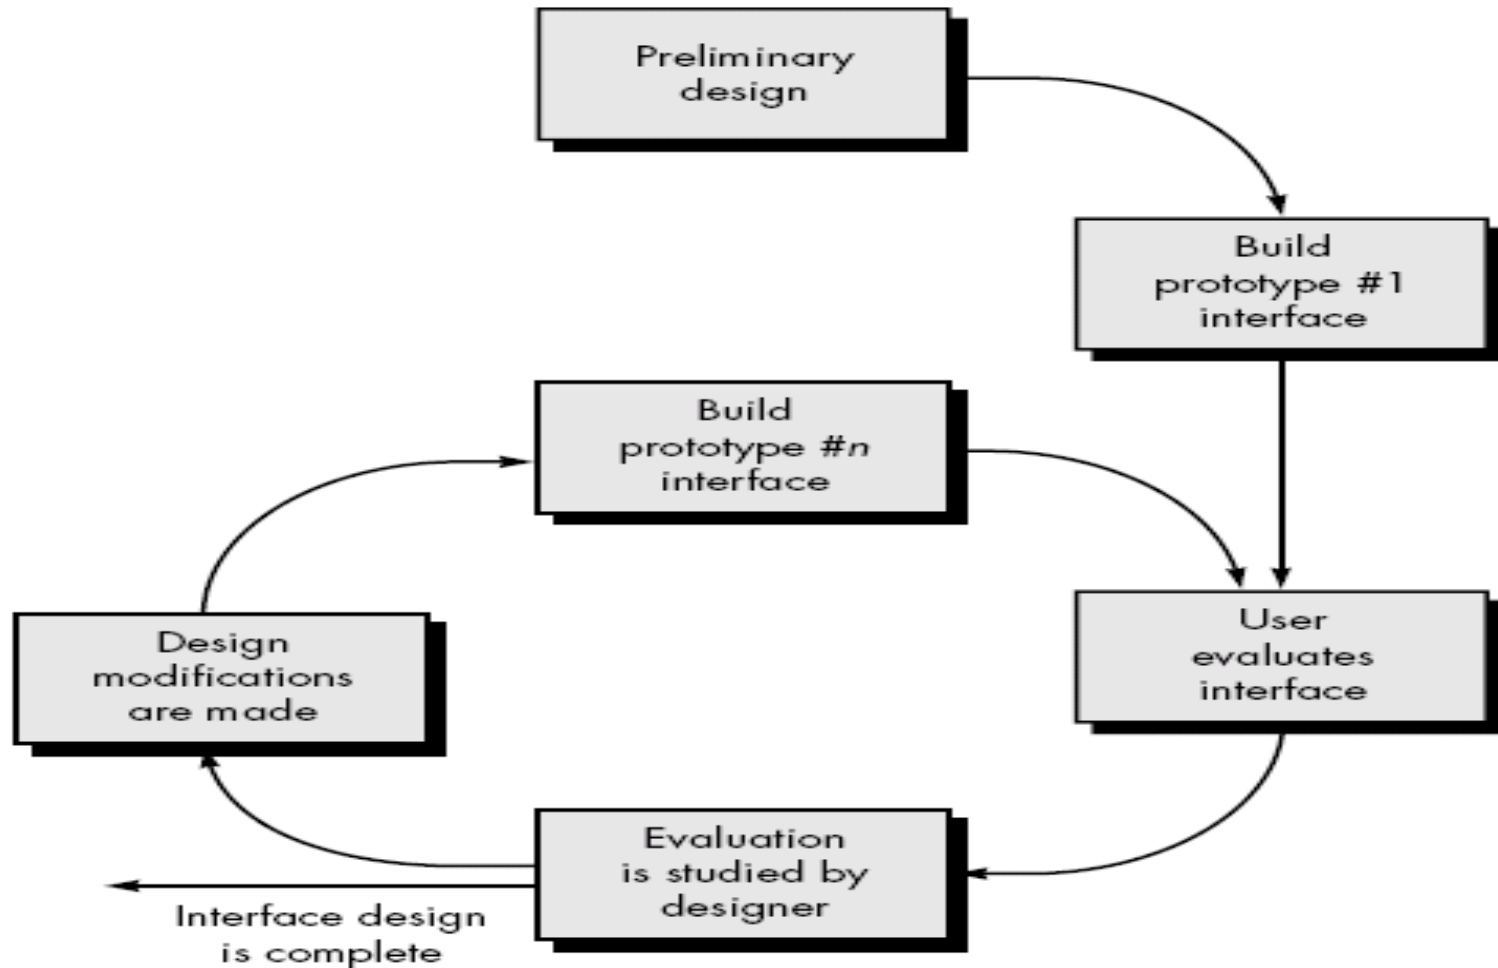 Preliminary
design
Build
prototype #1
interface
Build
prototype #n
interface
User
evaluates
interface
Design
modifications
are made
Evaluation
is studied by
designer
Interface design
is complete